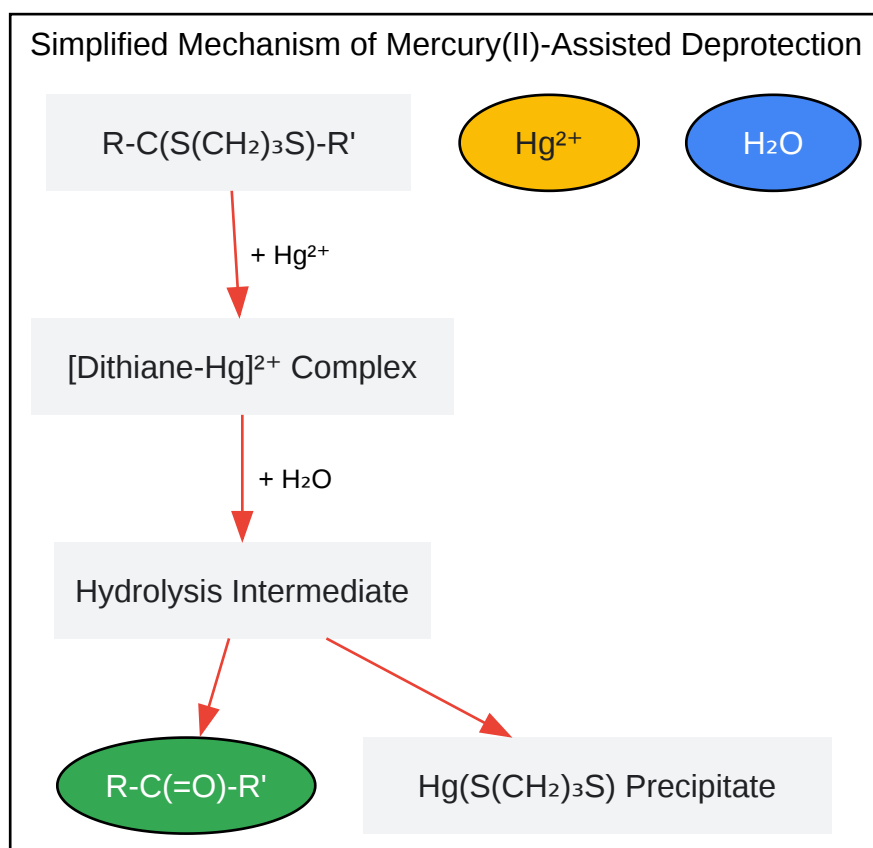 Simplified Mechanism of Mercury(II)-Assisted Deprotection
R-C(S(CH₂)₃S)-R'
Hg²⁺
H₂O
+ Hg²⁺
[Dithiane-Hg]²⁺ Complex
+ H₂O
Hydrolysis Intermediate
R-C(=O)-R'
Hg(S(CH₂)₃S) Precipitate